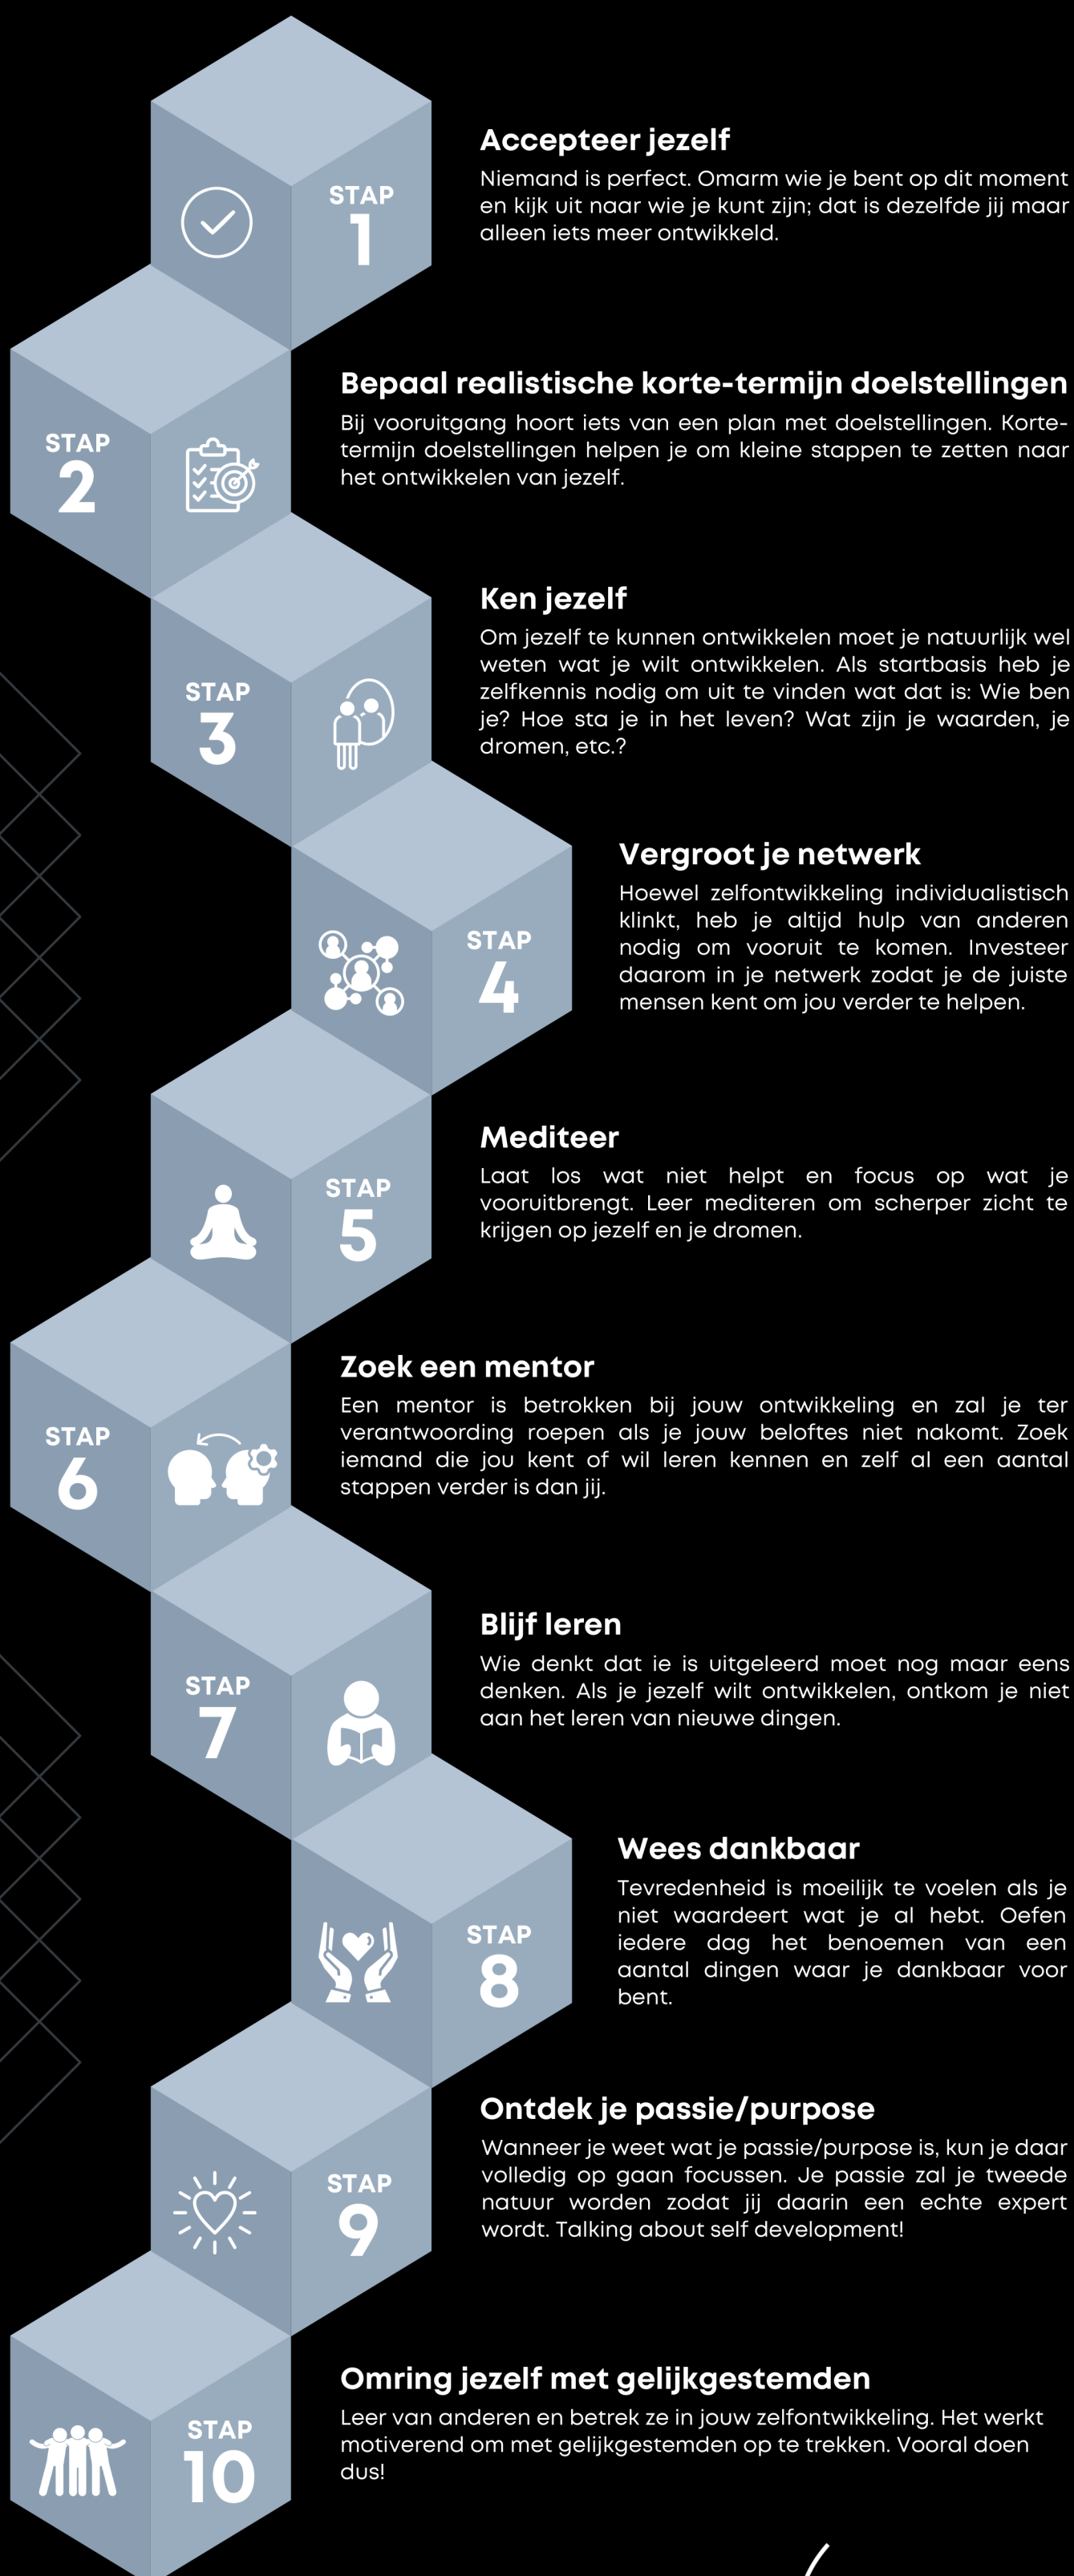 Accepteer jezelf
Niemand is perfect. Omarm wie je bent op dit moment
en kijk uit naar wie je kunt zijn; dat is dezelfde jij maar
alleen iets meer ontwikkeld.
STAP
1
Bepaal realistische korte-termijn doelstellingen
Bij vooruitgang hoort iets van een plan met doelstellingen. Korte-
termijn doelstellingen helpen je om kleine stappen te zetten naar
het ontwikkelen van jezelf.
STAP
2
Ken jezelf
Om jezelf te kunnen ontwikkelen moet je natuurlijk wel
weten wat je wilt ontwikkelen. Als startbasis heb je
zelfkennis nodig om uit te vinden wat dat is: Wie ben
je? Hoe sta je in het leven? Wat zijn je waarden, je
dromen, etc.?
STAP
3
Vergroot je netwerk
Hoewel zelfontwikkeling individualistisch
klinkt, heb je altijd hulp van anderen
nodig om vooruit te komen. Investeer
daarom in je netwerk zodat je de juiste
mensen kent om jou verder te helpen.
STAP
4
Mediteer
Laat los wat niet helpt en focus op wat je
vooruitbrengt. Leer mediteren om scherper zicht te
krijgen op jezelf en je dromen.
STAP
5
Zoek een mentor
Een mentor is betrokken bij jouw ontwikkeling en zal je ter
verantwoording roepen als je jouw beloftes niet nakomt. Zoek
iemand die jou kent of wil leren kennen en zelf al een aantal
stappen verder is dan jij.
STAP
6
Blijf leren
Wie denkt dat ie is uitgeleerd moet nog maar eens
denken. Als je jezelf wilt ontwikkelen, ontkom je niet
aan het leren van nieuwe dingen.
STAP
7
Wees dankbaar
Tevredenheid is moeilijk te voelen als je
niet waardeert wat je al hebt. Oefen
iedere dag het benoemen van een
aantal dingen waar je dankbaar voor
bent.
STAP
8
Ontdek je passie/purpose
Wanneer je weet wat je passie/purpose is, kun je daar
volledig op gaan focussen. Je passie zal je tweede
natuur worden zodat jij daarin een echte expert
wordt. Talking about self development!
STAP
9
Omring jezelf met gelijkgestemden
Leer van anderen en betrek ze in jouw zelfontwikkeling. Het werkt
motiverend om met gelijkgestemden op te trekken. Vooral doen
dus!
STAP
10